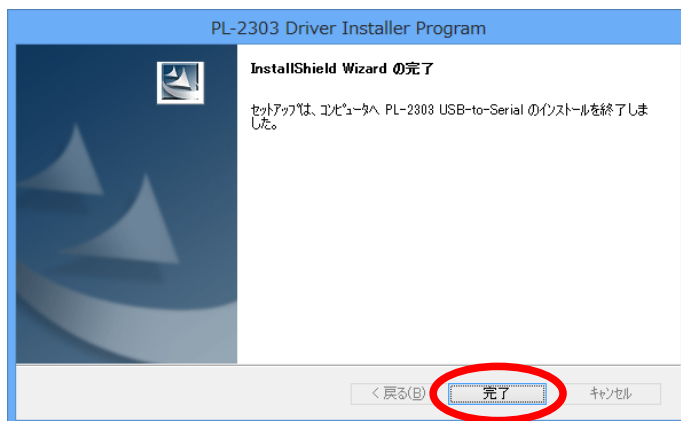 PL-2303 Driver Installer Program
InstallShield Wizard の完了
セットアップは、コンピュータへ PL-2303 USB-to-Serial のインストールを終了しま
した。
< 戻る(B)
完了
キャンセル